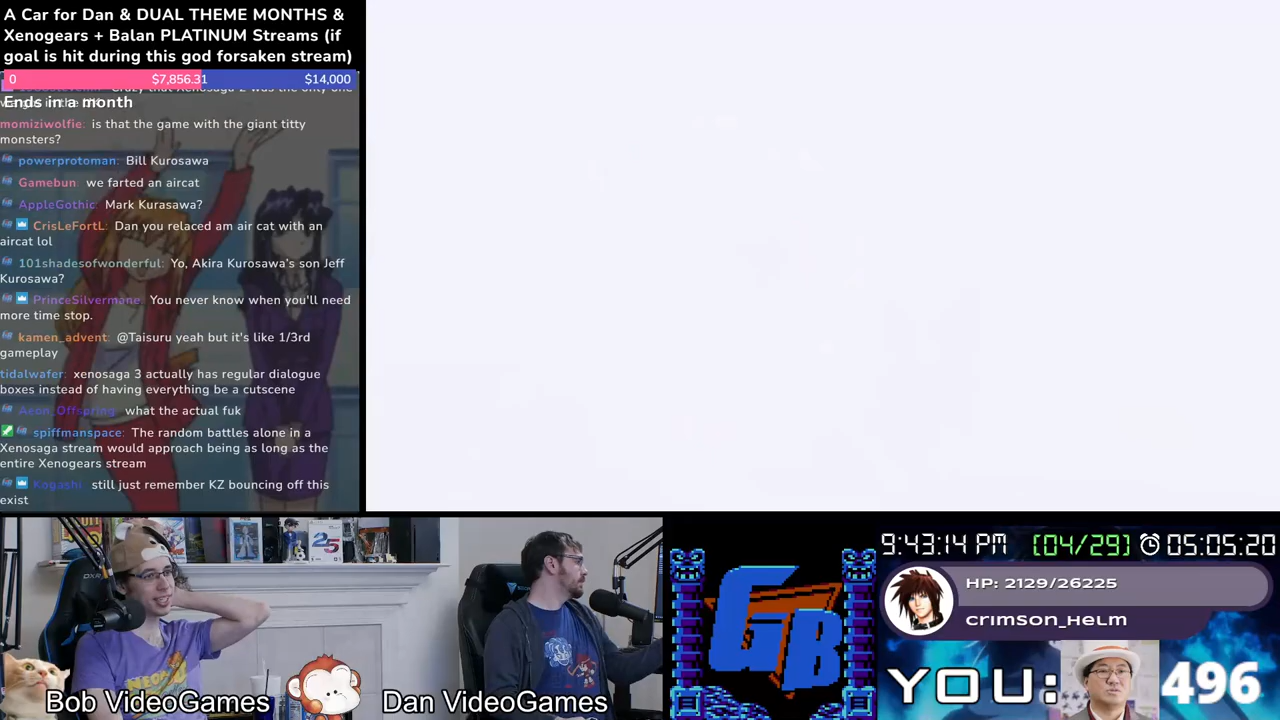 A Car for Dan & DUAL THEME MONTHS &
Xenogears + Balan PLATINUM Streams (if
goal is hit during this god forsaken stream)
0 $7,856.31 $14,000
Ends in a month
momiziwolfie: is that the game with the giant titty
monsters?
powerprotoman: Bill Kurosawa
Gamebun: we farted an aircat
AppleGothic: Mark Kurasawa?
CrisLeFortL: Dan you relaced am air cat with an
aircat lol
101shadesofwonderful: Yo, Akira Kurosawa's son Jeff
Kurosawa?
PrinceSilvermane: You never know when you'll need
more time stop.
kamen_advent: @Taisuru yeah but it's like 1/3rd
gameplay
tidalwafer: xenosaga 3 actually has regular dialogue
boxes instead of having everything be a cutscene
Aeon_Offspring: what the actual fuk
spiffmanspace: The random battles alone in a
Xenosaga stream would approach being as long as the
entire Xenogears stream
Kogashi: still just remember KZ bouncing off this
exist
Bob VideoGames
Dan VideoGames
25
GB
9:43:14 PM [04/29] 05:05:20
HP: 2129/26225
crimson_Helm
YOU: 496